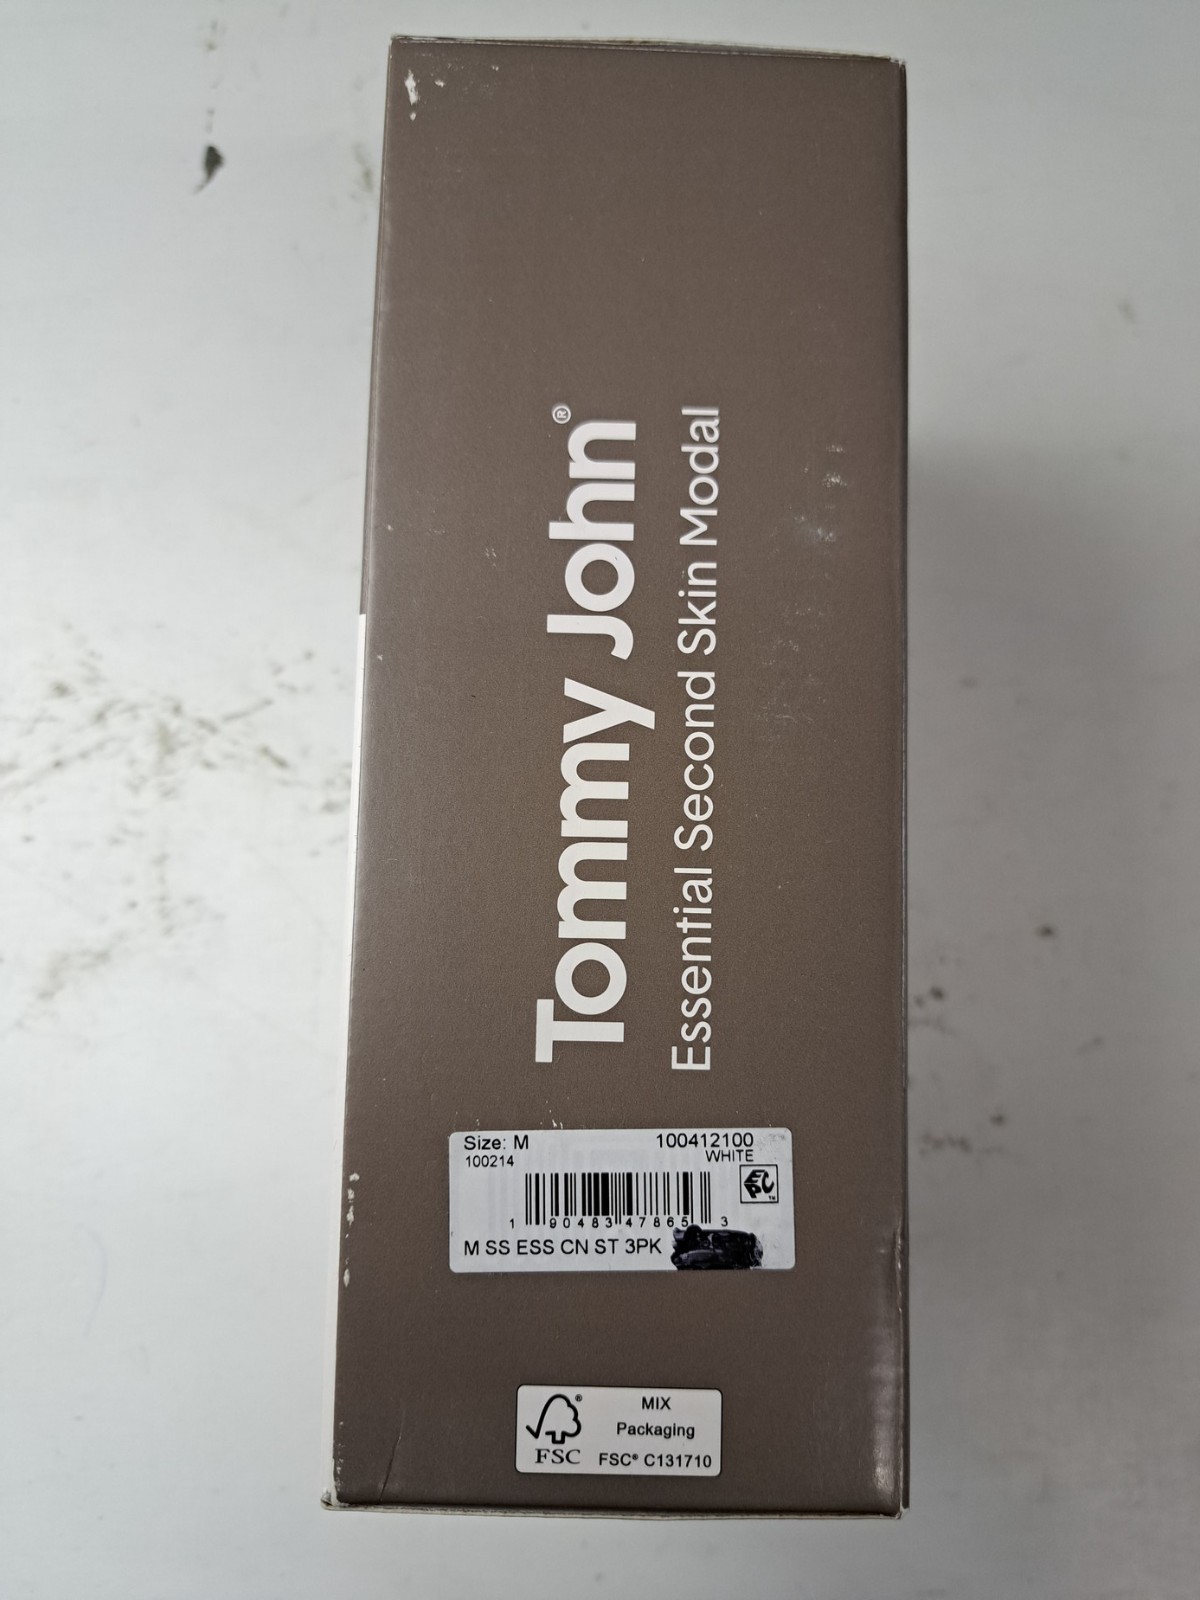 Tommy John®
Essential Second Skin Modal
Size: M 100412100
100214 WHITE
EPC™
1 90483 47865 3
M SS ESS CN ST 3PK
FSC®
MIX
Packaging
FSC® C131710